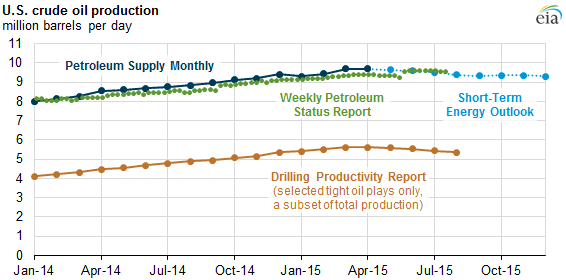 U.S. crude oil production
million barrels per day
eia
11
10
9
8
7
6
5
4
3
2
1
0
Petroleum Supply Monthly
Weekly Petroleum
Status Report
Short-Term
Energy Outlook
Drilling Productivity Report
(selected tight oil plays only,
a subset of total production)
Jan-14 Apr-14 Jul-14 Oct-14 Jan-15 Apr-15 Jul-15 Oct-15